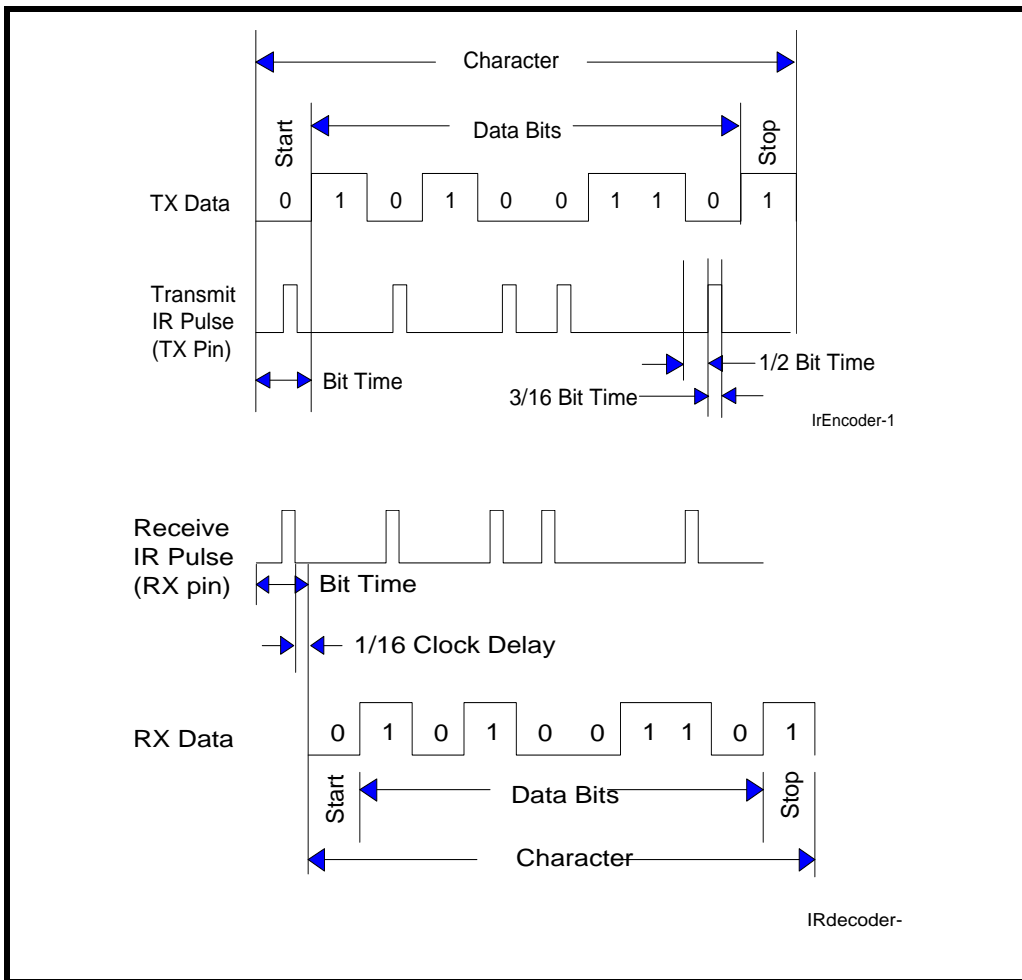 Character
Start
Data Bits
Stop
TX Data
0 1 0 1 0 0 1 1 0 1
Transmit
IR Pulse
(TX Pin)
Bit Time
1/2 Bit Time
3/16 Bit Time
IrEncoder-1
Receive
IR Pulse
(RX pin)
Bit Time
1/16 Clock Delay
RX Data
0 1 0 1 0 0 1 1 0 1
Start
Data Bits
Stop
Character
IRdecoder-